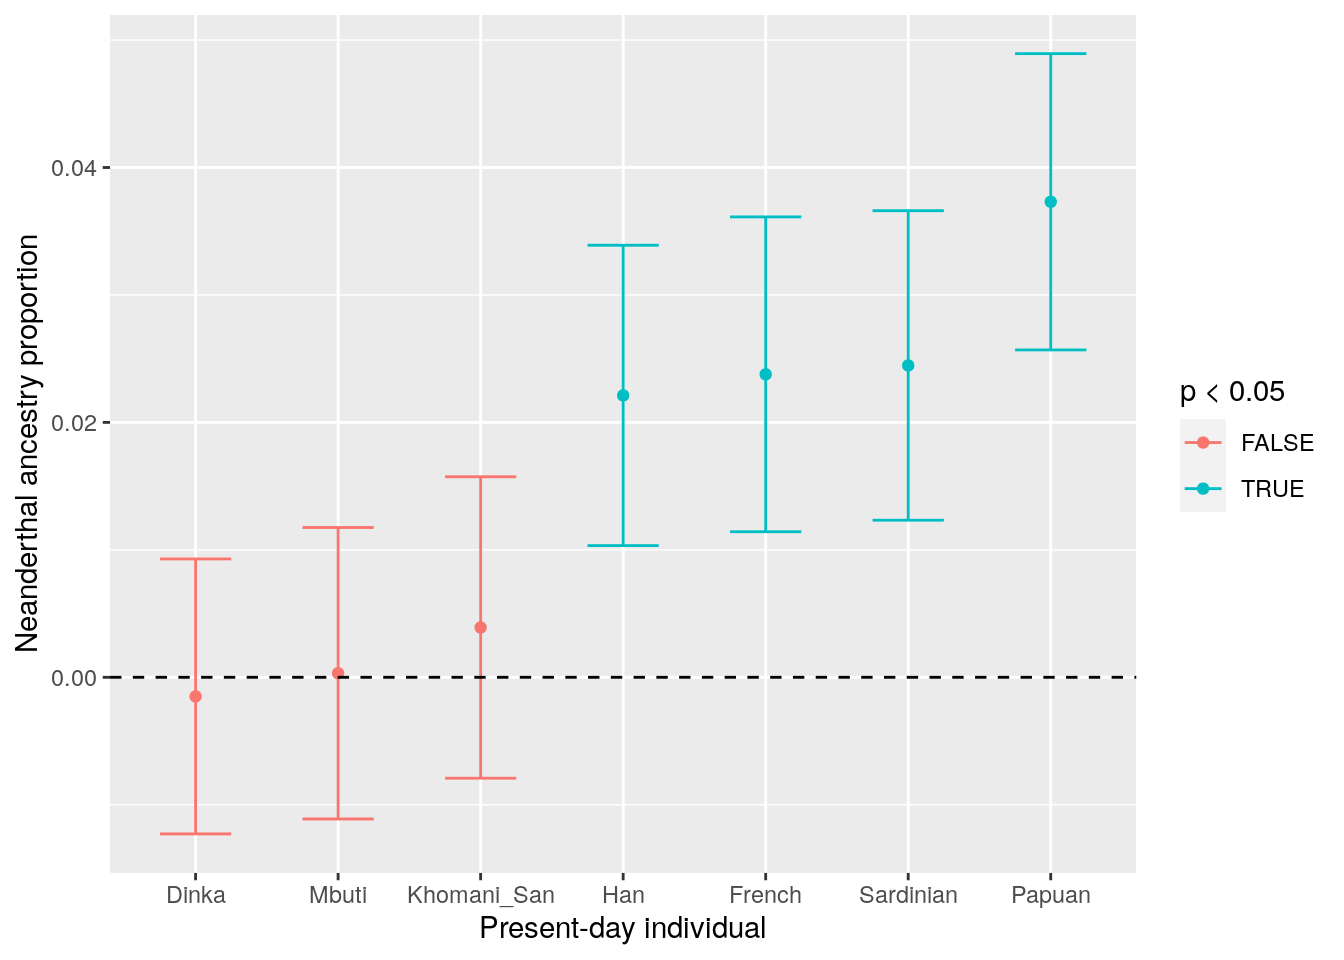 Neanderthal ancestry proportion
0.04
0.02
0.00
Dinka
Mbuti
Khomani_San
Han
French
Sardinian
Papuan
Present-day individual
p < 0.05
FALSE
TRUE